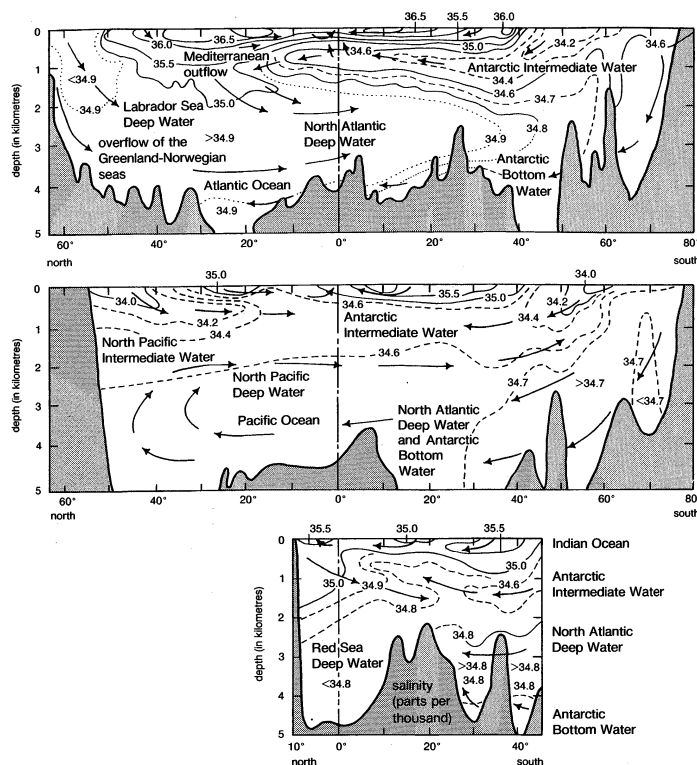 36.5 35.5 36.0
0
36.0 36.5 34.6 35.0 34.2 34.6
35.5 Mediterranean
outflow
Antarctic Intermediate Water
<34.9
34.4
1
34.6
34.9 35.0 34.7
2
Labrador Sea
Deep Water
>34.9
North Atlantic
Deep Water
34.8
34.9
overflow of the
Greenland-Norwegian
seas
3
Antarctic
Bottom
Water
Atlantic Ocean
4
34.9
5
depth (in kilometres)
60° 40° 20° 0° 20° 40° 60° 80°
north south
35.0 34.0
0
34.0 34.6 35.5 35.0 34.2
34.2 Antarctic
Intermediate Water
34.4
34.4
1
North Pacific
Intermediate Water
34.6
34.7
2
North Pacific
Deep Water
34.7 >34.7
<34.7
3
Pacific Ocean
North Atlantic
Deep Water
and Antarctic
Bottom
Water
4
5
depth (in kilometres)
60° 40° 20° 0° 20° 40° 60° 80°
north south
35.5 35.0 35.5
0 Indian Ocean
35.0
1 35.0 34.9 34.6 Antarctic
Intermediate Water
34.8
2
34.8 North Atlantic
Deep Water
Red Sea
Deep Water
3
>34.8 >34.8
<34.8 34.8 34.8
salinity
(parts per
thousand)
4
5 Antarctic
Bottom Water
depth (in kilometres)
10° 0° 20° 40°
north south